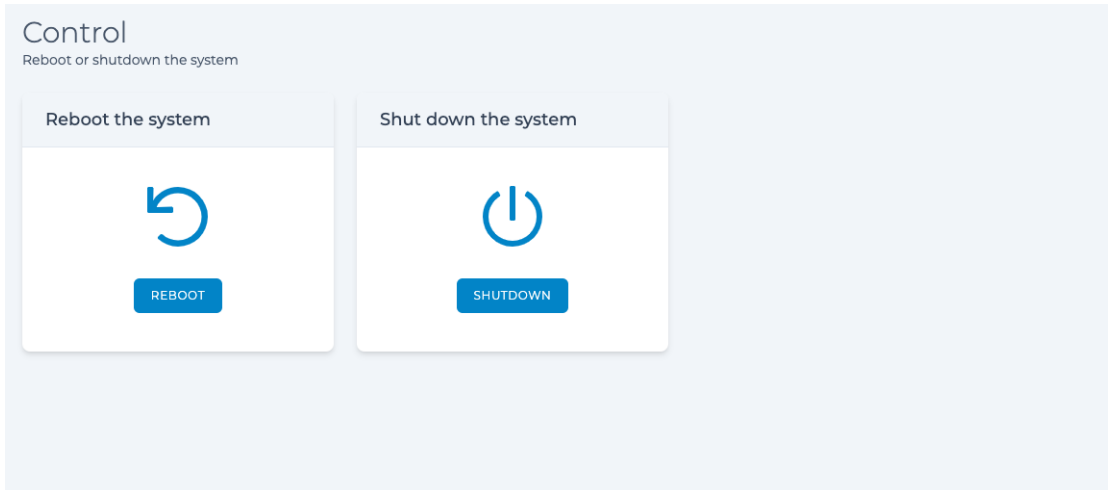 Control
Reboot or shutdown the system
Reboot the system
Shut down the system
REBOOT
SHUTDOWN